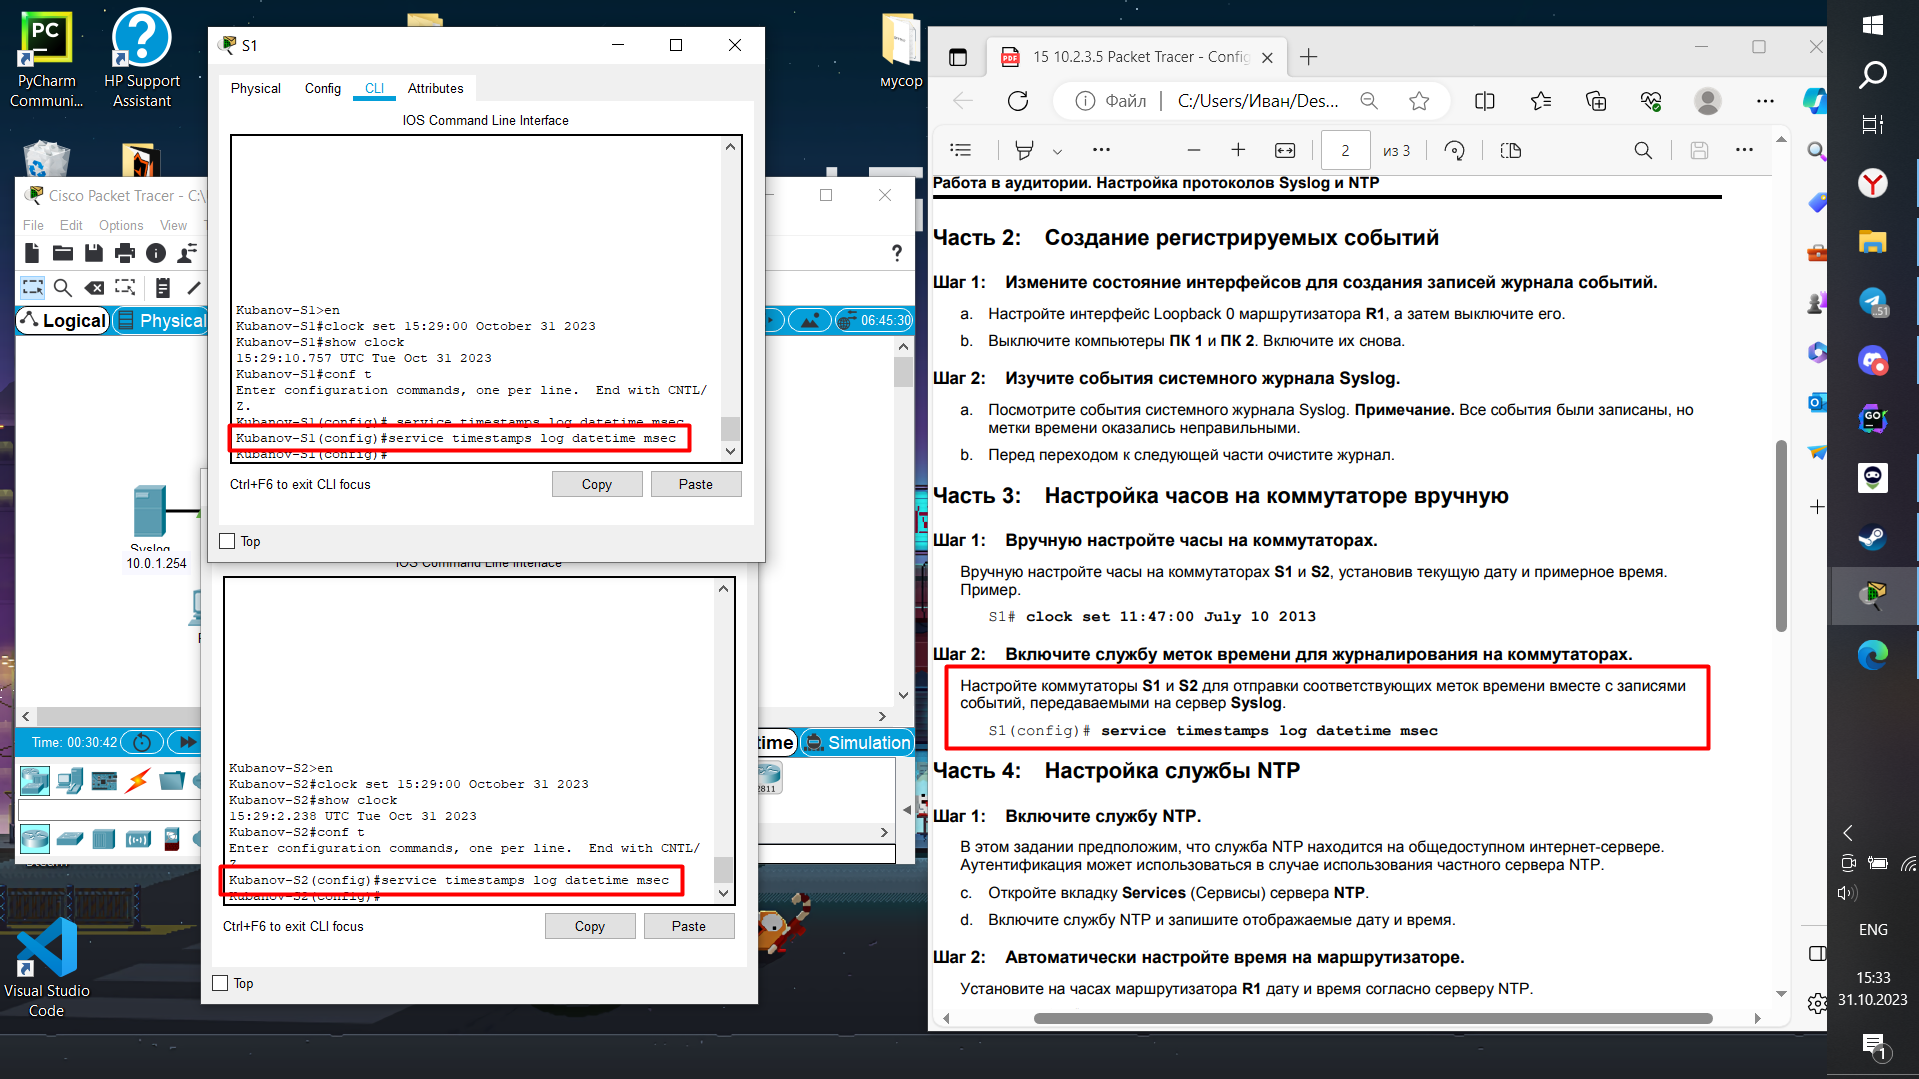 PyCharm
Communi...
HP Support
Assistant
мусор
S1
Physical
Config
CLI
Attributes
IOS Command Line Interface
Kubanov-S1>en
Kubanov-S1#clock set 15:29:00 October 31 2023
Kubanov-S1#show clock
15:29:10.757 UTC Tue Oct 31 2023
Kubanov-S1#conf t
Enter configuration commands, one per line.  End with CNTL/
Z.
Kubanov-S1(config)# service timestamps log datetime msec
Kubanov-S1(config)#service timestamps log datetime msec
Kubanov-S1(config)#
Ctrl+F6 to exit CLI focus
Copy
Paste
Top
Cisco Packet Tracer - C:\
File
Edit
Options
View
Logical
Physical
06:45:30
Syslog
10.0.1.254
Time: 00:30:42
time
Simulation
2811
IOS Command Line Interface
Kubanov-S2>en
Kubanov-S2#clock set 15:29:00 October 31 2023
Kubanov-S2#show clock
15:29:2.238 UTC Tue Oct 31 2023
Kubanov-S2#conf t
Enter configuration commands, one per line.  End with CNTL/
Z.
Kubanov-S2(config)#service timestamps log datetime msec
Kubanov-S2(config)#
Ctrl+F6 to exit CLI focus
Copy
Paste
Top
Visual Studio
Code
15 10.2.3.5 Packet Tracer - Config
Файл
C:/Users/Иван/Des...
2
из 3
Работа в аудитории. Настройка протоколов Syslog и NTP
Часть 2: Создание регистрируемых событий
Шаг 1: Измените состояние интерфейсов для создания записей журнала событий.
a. Настройте интерфейс Loopback 0 маршрутизатора R1, а затем выключите его.
b. Выключите компьютеры ПК 1 и ПК 2. Включите их снова.
Шаг 2: Изучите события системного журнала Syslog.
a. Посмотрите события системного журнала Syslog. Примечание. Все события были записаны, но
метки времени оказались неправильными.
b. Перед переходом к следующей части очистите журнал.
Часть 3: Настройка часов на коммутаторе вручную
Шаг 1: Вручную настройте часы на коммутаторах.
Вручную настройте часы на коммутаторах S1 и S2, установив текущую дату и примерное время.
Пример.
S1# clock set 11:47:00 July 10 2013
Шаг 2: Включите службу меток времени для журналирования на коммутаторах.
Настройте коммутаторы S1 и S2 для отправки соответствующих меток времени вместе с записями
событий, передаваемыми на сервер Syslog.
S1(config)# service timestamps log datetime msec
Часть 4: Настройка службы NTP
Шаг 1: Включите службу NTP.
В этом задании предположим, что служба NTP находится на общедоступном интернет-сервере.
Аутентификация может использоваться в случае использования частного сервера NTP.
c. Откройте вкладку Services (Сервисы) сервера NTP.
d. Включите службу NTP и запишите отображаемые дату и время.
Шаг 2: Автоматически настройте время на маршрутизаторе.
Установите на часах маршрутизатора R1 дату и время согласно серверу NTP.
ENG
15:33
31.10.2023
1